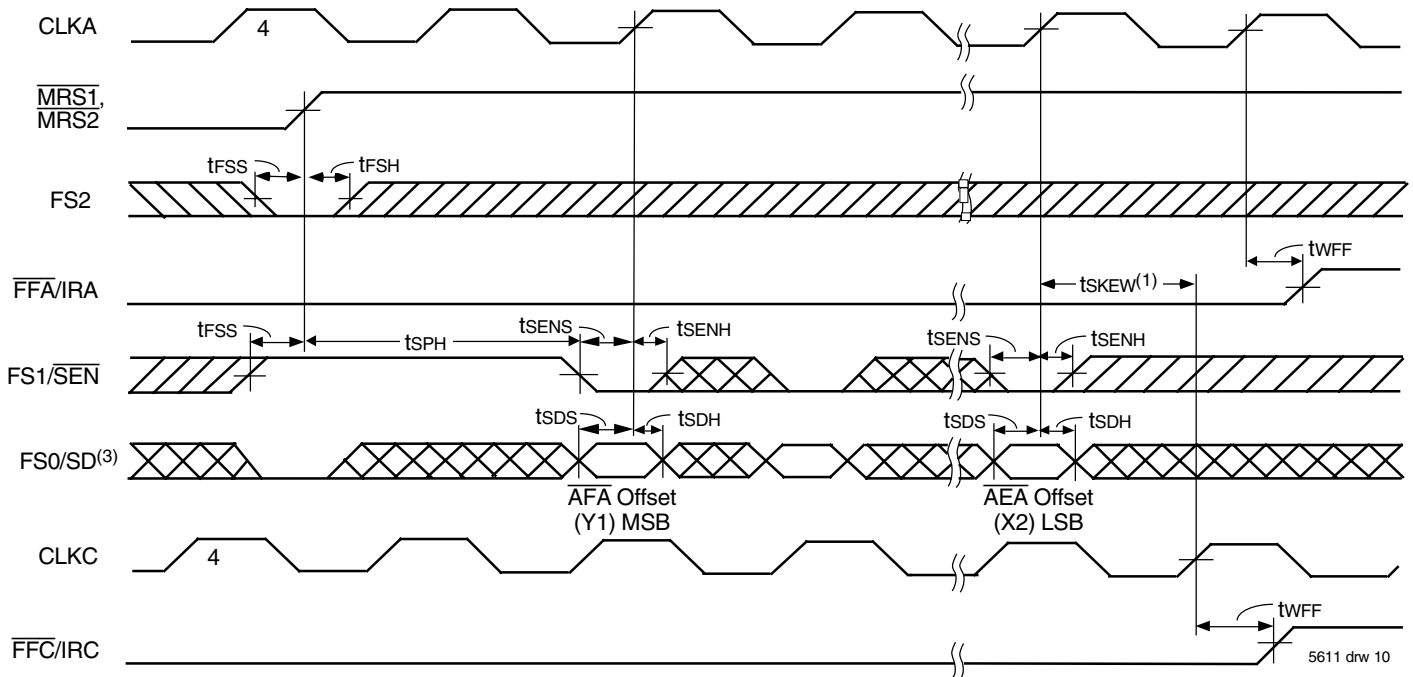 CLKA
4
MRS1,
MRS2
tFSS
tFSH
FS2
tWFF
FFA/IRA
tSKEW(1)
tFSS
tSPH
tSENS
tSENH
tSENS
tSENH
FS1/SEN
tSDS
tSDH
tSDS
tSDH
FS0/SD(3)
AFA Offset
(Y1) MSB
AEA Offset
(X2) LSB
CLKC
4
tWFF
FFC/IRC
5611 drw 10